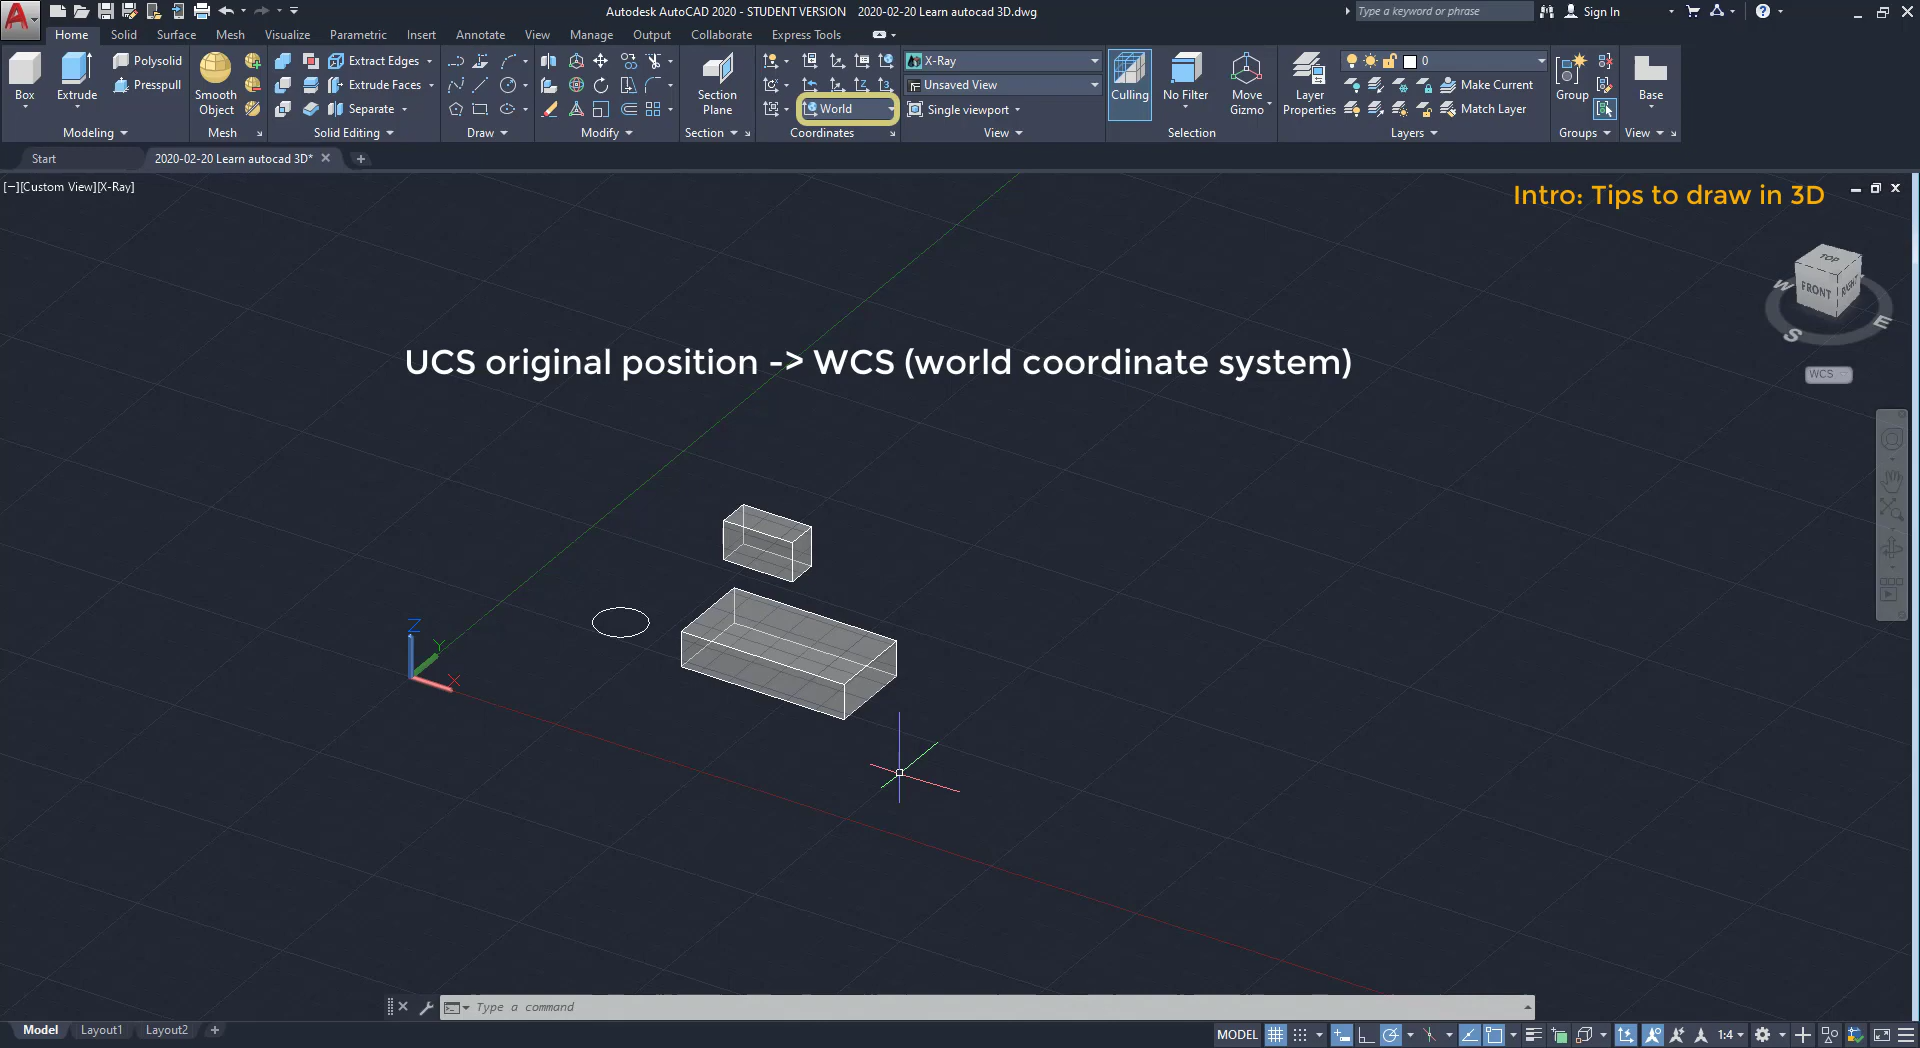 Autodesk AutoCAD 2020 - STUDENT VERSION 2020-02-20 Learn autocad 3D.dwg
Type a keyword or phrase
Sign In
Home Solid Surface Mesh Visualize Parametric Insert Annotate View Manage Output Collaborate Express Tools
Box
Extrude
Polysolid
Presspull
Modeling
Smooth
Object
Mesh
Extract Edges
Extrude Faces
Separate
Solid Editing
Draw
Modify
Section
Plane
Section
World
Coordinates
X-Ray
Unsaved View
Single viewport
View
Culling
No Filter
Move
Gizmo
Selection
Layer
Properties
0
Make Current
Match Layer
Layers
Group
Groups
Base
View
Start
2020-02-20 Learn autocad 3D*
[−][Custom View][X-Ray]
Intro: Tips to draw in 3D
TOP
FRONT
RIGHT
W
S
E
WCS
UCS original position -> WCS (world coordinate system)
Z
Y
X
Type a command
Model Layout1 Layout2
MODEL
1:4